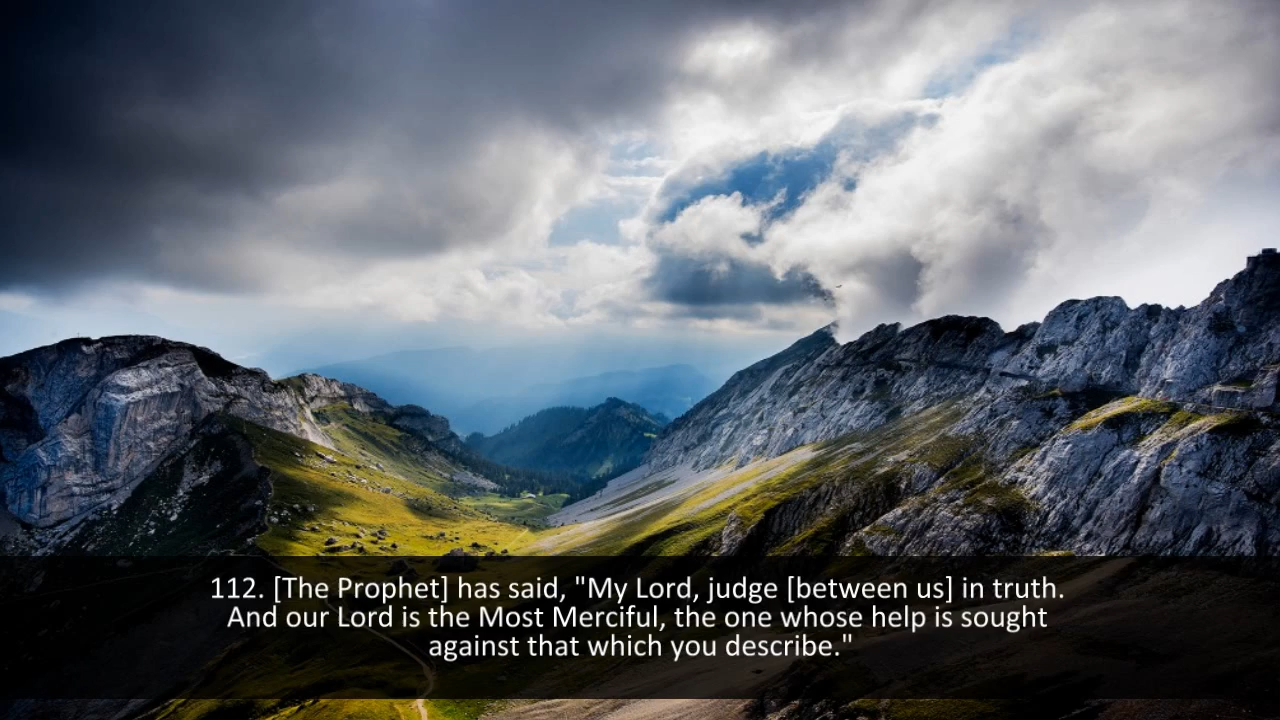 112. [The Prophet] has said, "My Lord, judge [between us] in truth.
And our Lord is the Most Merciful, the one whose help is sought
against that which you describe."